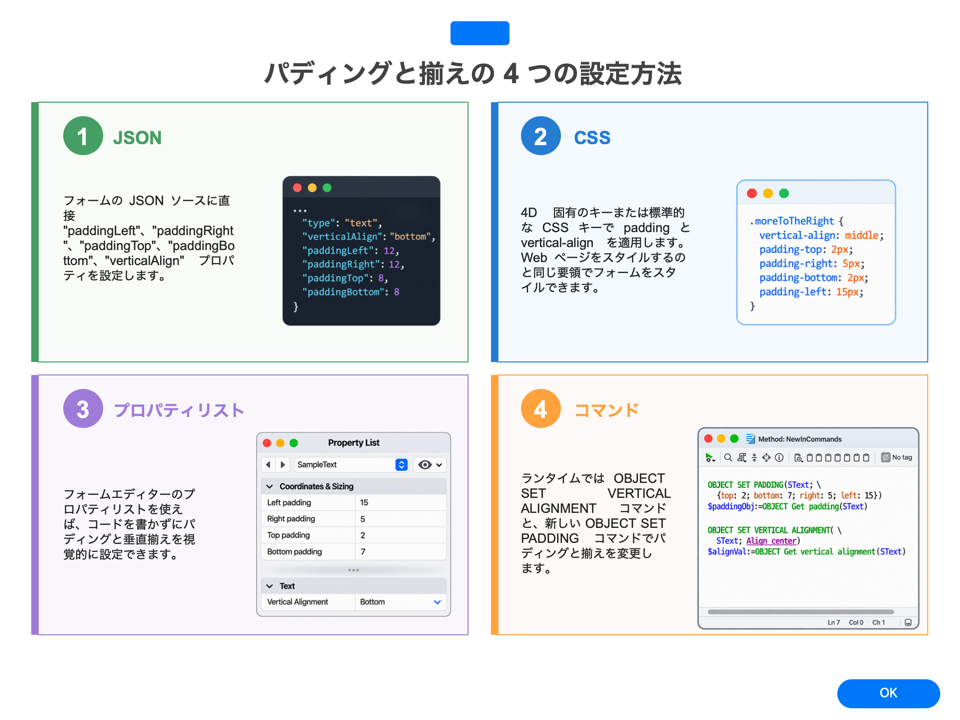 パディングと揃えの 4 つの設定方法
1 JSON
フォームの JSON ソースに直
接
"paddingLeft"、"paddingRight
"、"paddingTop"、"paddingBo
ttom"、"verticalAlign" プロパ
ティを設定します。
...
"type": "text",
"verticalAlign":"bottom",
"paddingLeft": 12,
"paddingRight": 12,
"paddingTop": 8,
"paddingBottom": 8
}
2 CSS
4D 固有のキーまたは標準的
な CSS キーで padding と
vertical-align を適用します。
Web ページをスタイルするの
と同じ要領でフォームをスタ
イルできます。
.moreToTheRight {
vertical-align: middle;
padding-top: 2px;
padding-right: 5px;
padding-bottom: 2px;
padding-left: 15px;
}
3 プロパティリスト
フォームエディターのプ
ロパティリストを使え
ば、コードを書かずにパ
ディングと垂直揃えを視
覚的に設定できます。
Property List
SampleText
Coordinates & Sizing
Left padding 15
Right padding 5
Top padding 2
Bottom padding 7
Text
Vertical Alignment Bottom
4 コマンド
ランタイムでは OBJECT
SET VERTICAL
ALIGNMENT コマンド
と、新しい OBJECT SET
PADDING コマンドでパ
ディングと揃えを変更し
ます。
Method: NewInCommands
No tag
OBJECT SET PADDING(SText; \
{top: 2; bottom: 7; right: 5; left: 15})
$paddingObj:=OBJECT Get padding(SText)
OBJECT SET VERTICAL ALIGNMENT( \
SText; Align center)
$alignVal:=OBJECT Get vertical alignment(SText)
Ln 7 Col 0 Ch 1
OK